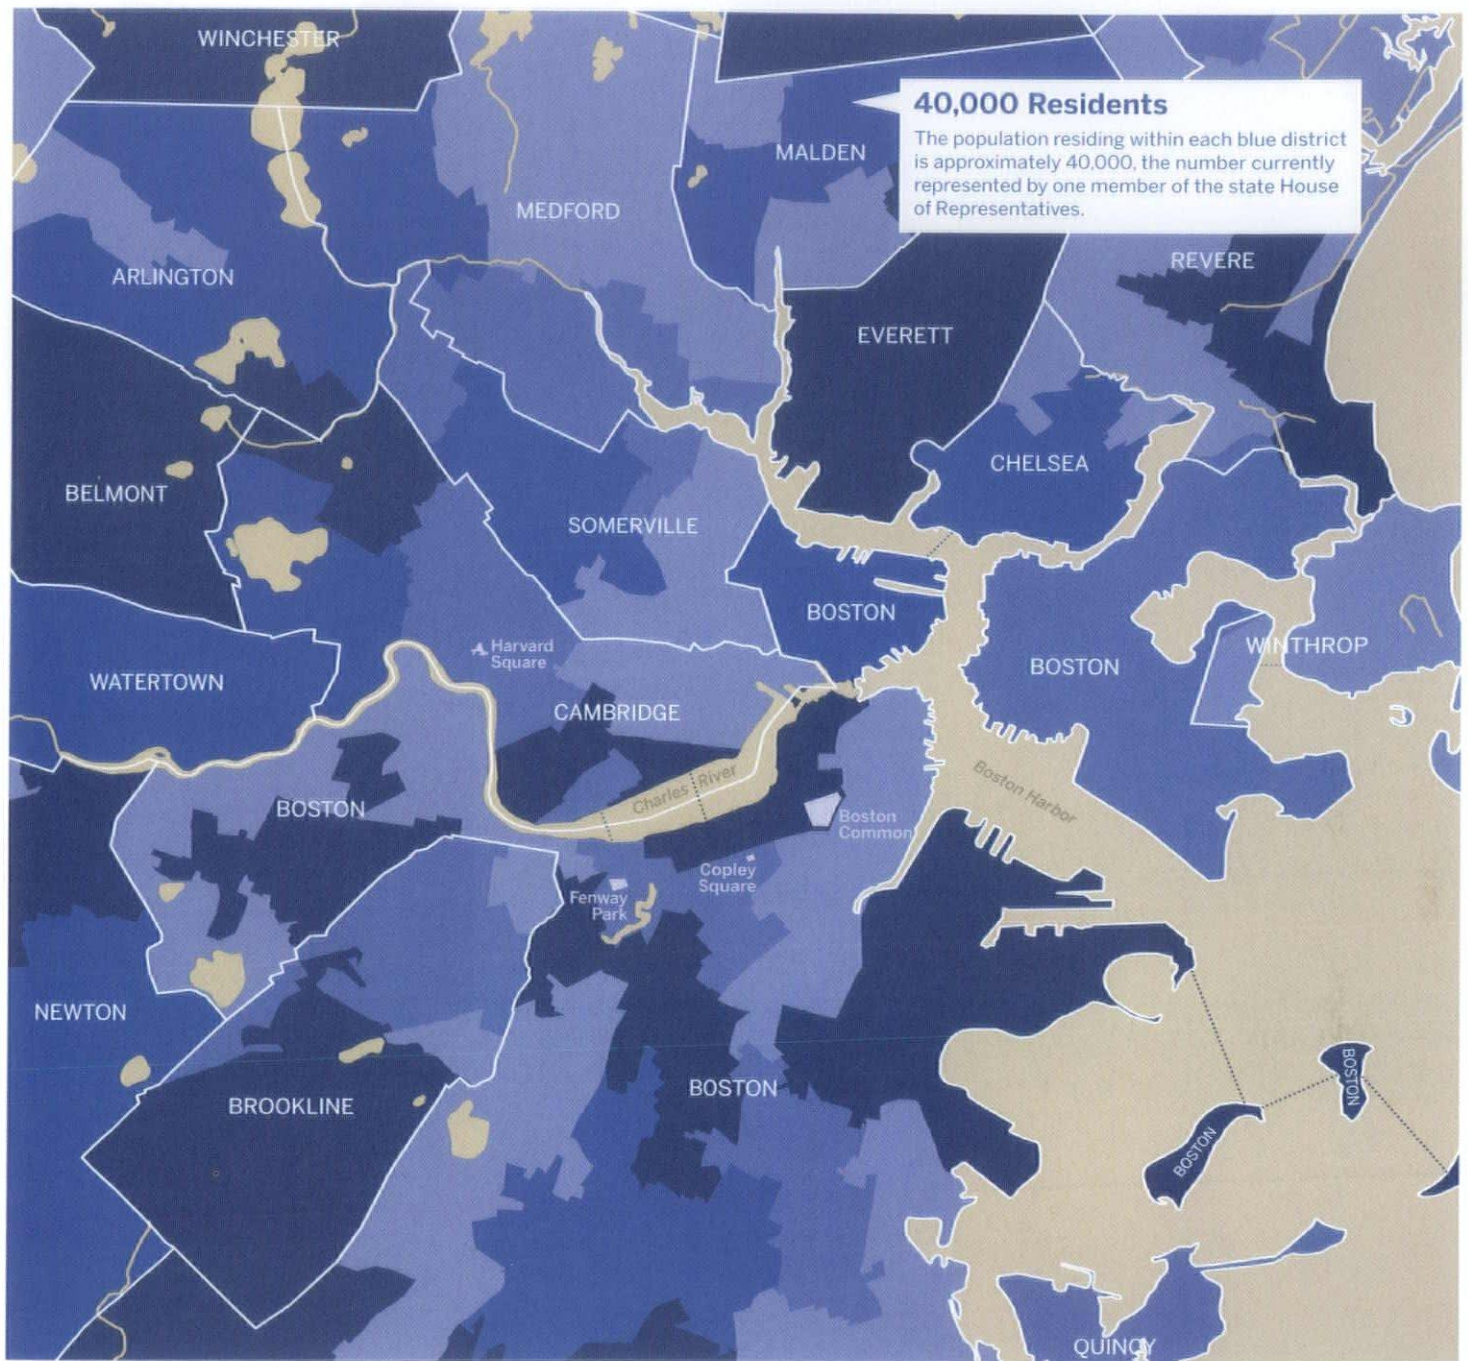 WINCHESTER
40,000 Residents
The population residing within each blue district
is approximately 40,000, the number currently
represented by one member of the state House
of Representatives.
MALDEN
MEDFORD
ARLINGTON
REVERE
EVERETT
BELMONT
CHELSEA
SOMERVILLE
BOSTON
WATERTOWN
Harvard
Square
BOSTON
WINTHROP
CAMBRIDGE
BOSTON
Charles River
Boston Harbor
Boston
Common
Copley
Square
Fenway
Park
NEWTON
BROOKLINE
BOSTON
BOSTON
BOSTON
QUINCY